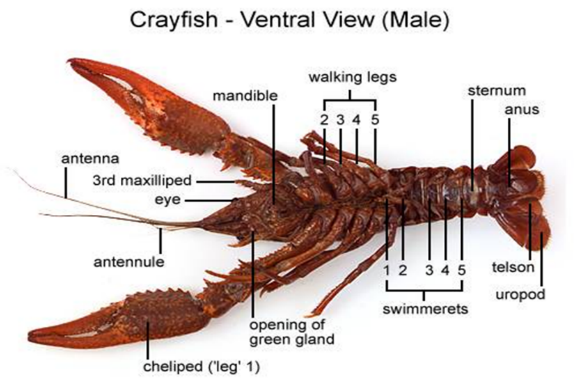 Crayfish - Ventral View (Male)
walking legs
mandible
sternum
2 3 4 5
anus
antenna
3rd maxilliped
eye
antennule
1 2 3 4 5
telson
uropod
swimmerets
opening of
green gland
cheliped ('leg' 1)